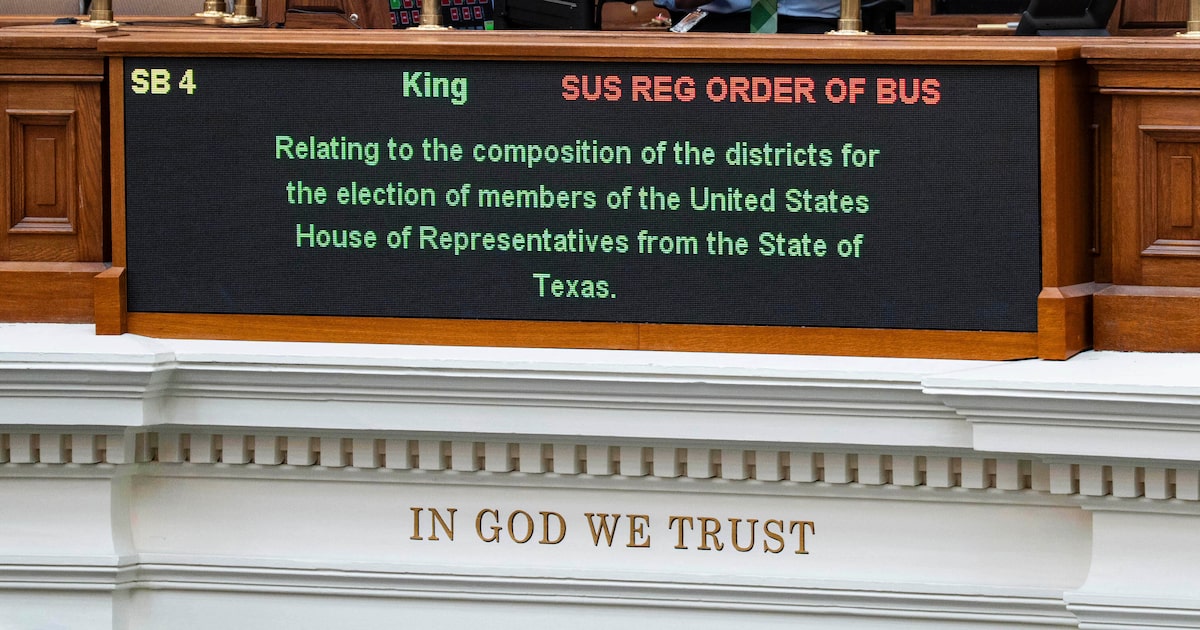 SB 4 King SUS REG ORDER OF BUS
Relating to the composition of the districts for
the election of members of the United States
House of Representatives from the State of
Texas.
IN GOD WE TRUST